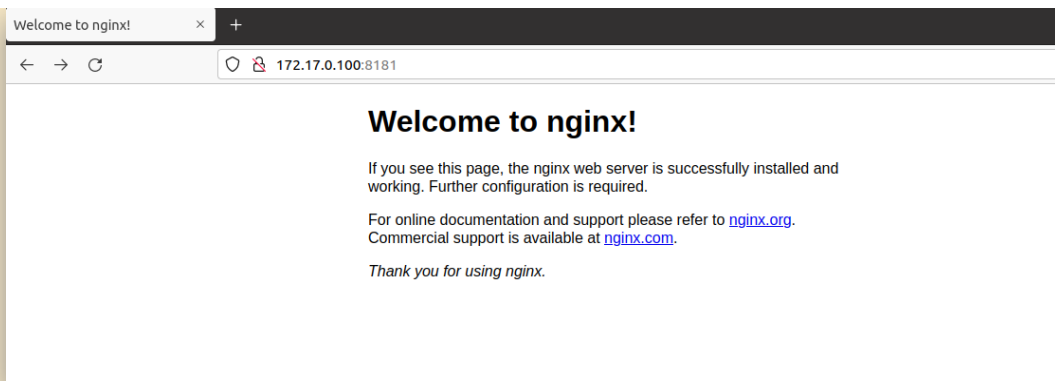 Welcome to nginx!
172.17.0.100:8181
Welcome to nginx!
If you see this page, the nginx web server is successfully installed and
working. Further configuration is required.
For online documentation and support please refer to nginx.org.
Commercial support is available at nginx.com.
Thank you for using nginx.